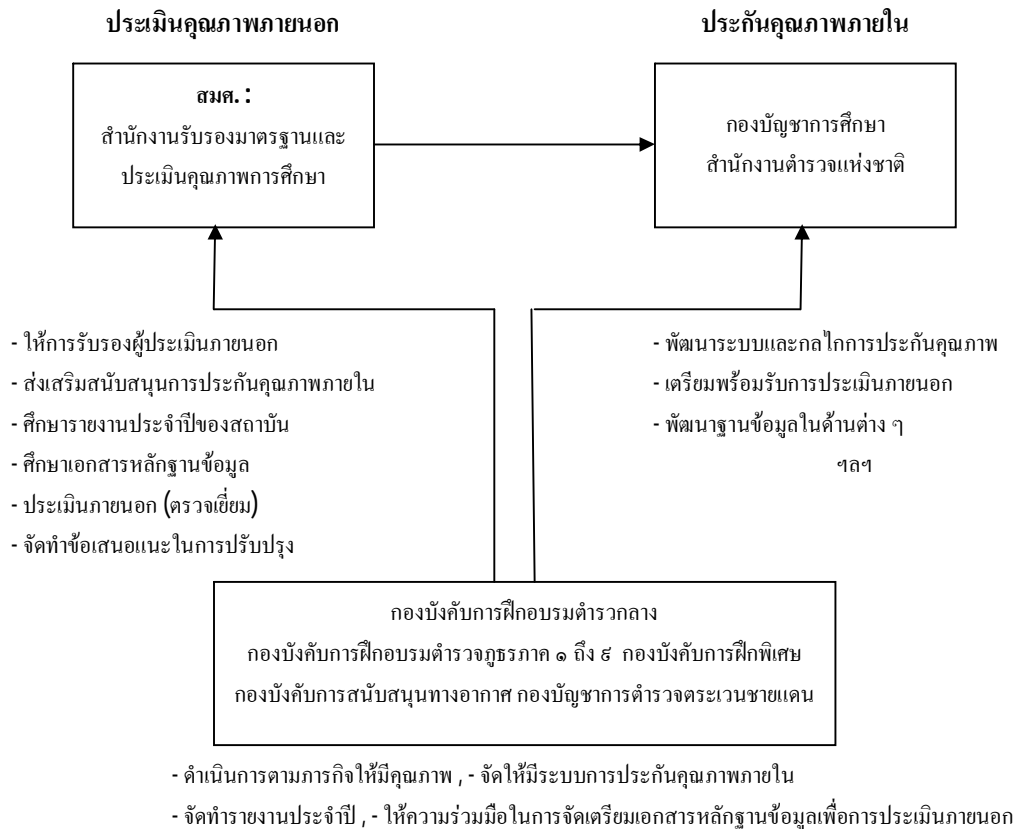 ประเมินคุณภาพภายนอก
ประกันคุณภาพภายใน
สมศ. :
สำนักงานรับรองมาตรฐานและ
ประเมินคุณภาพการศึกษา
กองบัญชาการศึกษา
สำนักงานตำรวจแห่งชาติ
- ให้การรับรองผู้ประเมินภายนอก
- ส่งเสริมสนับสนุนการประกันคุณภาพภายใน
- ศึกษารายงานประจำปีของสถาบัน
- ศึกษาเอกสารหลักฐานข้อมูล
- ประเมินภายนอก (ตรวจเยี่ยม)
- จัดทำข้อเสนอแนะในการปรับปรุง
- พัฒนาระบบและกลไกการประกันคุณภาพ
- เตรียมพร้อมรับการประเมินภายนอก
- พัฒนาฐานข้อมูลในด้านต่าง ๆ
ฯลฯ
กองบังคับการฝึกอบรมตำรวกลาง
กองบังคับการฝึกอบรมตำรวจภูธรภาค ๑ ถึง ๙ กองบังคับการฝึกพิเศษ
กองบังคับการสนับสนุนทางอากาศ กองบัญชาการตำรวจตระเวนชายแดน
- ดำเนินการตามภารกิจให้มีคุณภาพ , - จัดให้มีระบบการประกันคุณภาพภายใน
- จัดทำรายงานประจำปี , - ให้ความร่วมมือในการจัดเตรียมเอกสารหลักฐานข้อมูลเพื่อการประเมินภายนอก